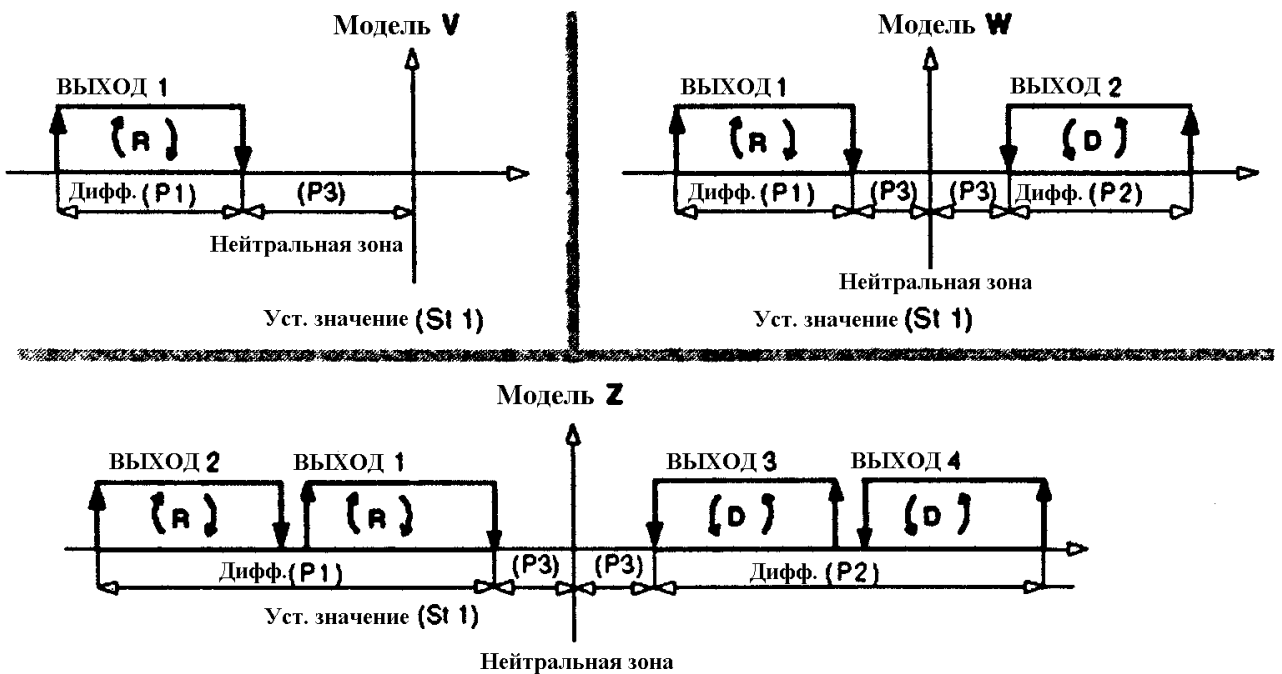 Модель V
ВЫХОД 1
(R)
Дифф. (P1)
(P3)
Нейтральная зона
Уст. значение (St 1)
Модель W
ВЫХОД 1
ВЫХОД 2
(R)
(D)
Дифф. (P1)
(P3)
(P3)
Дифф. (P2)
Нейтральная зона
Уст. значение (St 1)
Модель Z
ВЫХОД 2
ВЫХОД 1
ВЫХОД 3
ВЫХОД 4
(R)
(R)
(D)
(D)
Дифф. (P1)
(P3)
(P3)
Дифф. (P2)
Уст. значение (St 1)
Нейтральная зона